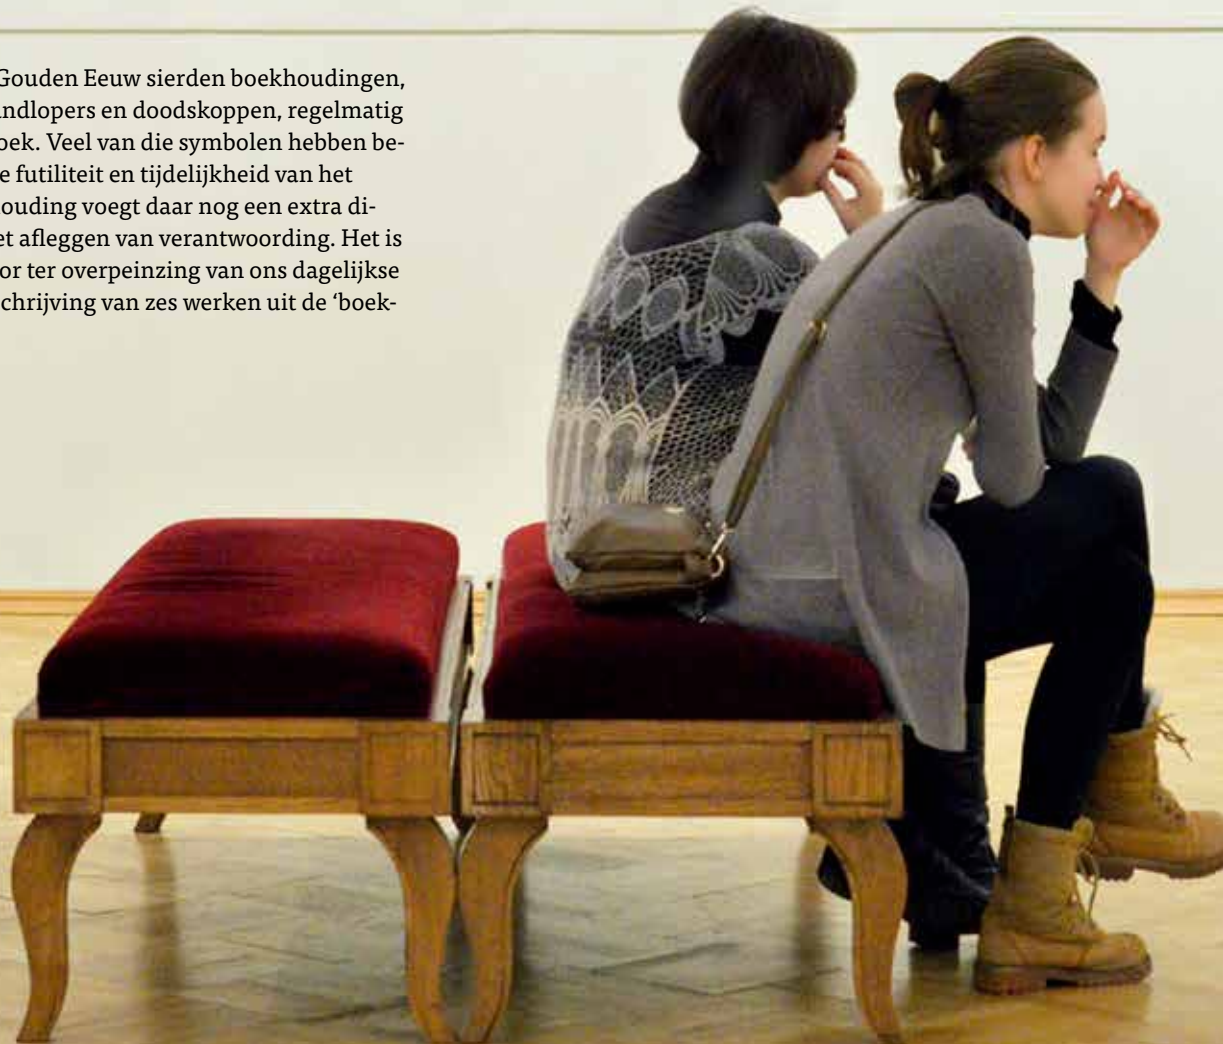 Gouden Eeuw sierden boekhoudingen,
ndlopers en doodskoppen, regelmatig
oek. Veel van die symbolen hebben be-
e futiliteit en tijdelijkheid van het
ouding voegt daar nog een extra di-
et afleggen van verantwoording. Het is
or ter overpeinzing van ons dagelijkse
chrijving van zes werken uit de ‘boek-